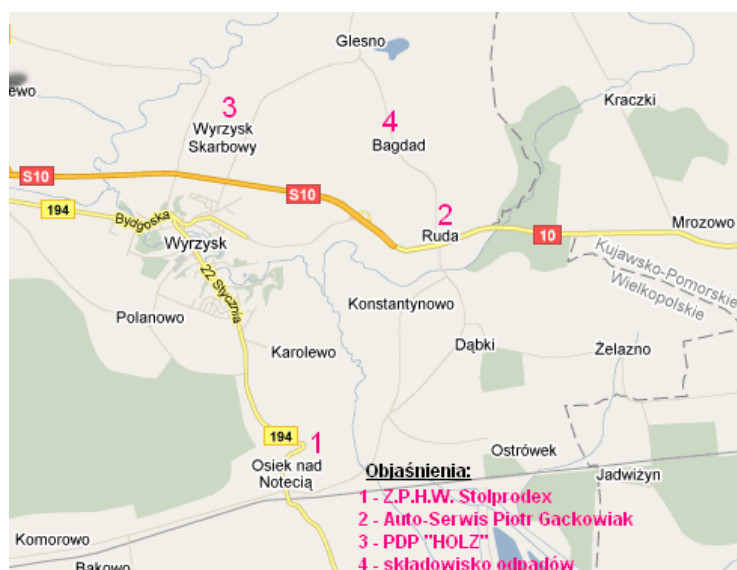 Glesno
ewo
Kraczki
3
4
Wyrzysk
Skarbowy
Bagdad
S10
S10
194
2
Bydgoska
Mrozowo
Ruda
10
Wyrzysk
Kujawsko-Pomorskie
Wielkopolskie
22 Stycznia
Konstantynowo
Polanowo
Karolewo
Dąbki
Żelazno
194
1
Ostrówek
Osiek nad
Notecią
Objaśnienia:
Jadwiżyn
1 - Z.P.H.W. Stolprodex
2 - Auto-Serwis Piotr Gackowiak
3 - PDP "HOLZ"
4 - składowisko odpadów
Komorowo
Bąkowo